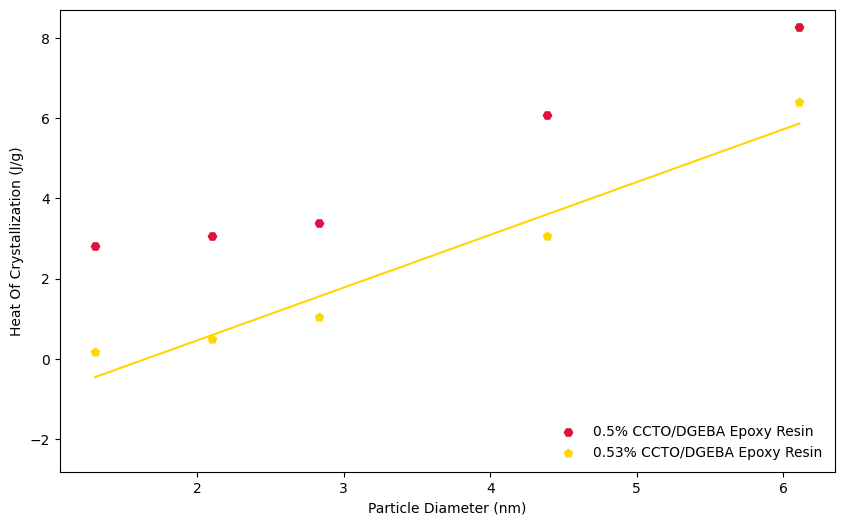 8
6
4
2
0
−2
Heat Of Crystallization (J/g)
0.5% CCTO/DGEBA Epoxy Resin
0.53% CCTO/DGEBA Epoxy Resin
2 3 4 5 6
Particle Diameter (nm)